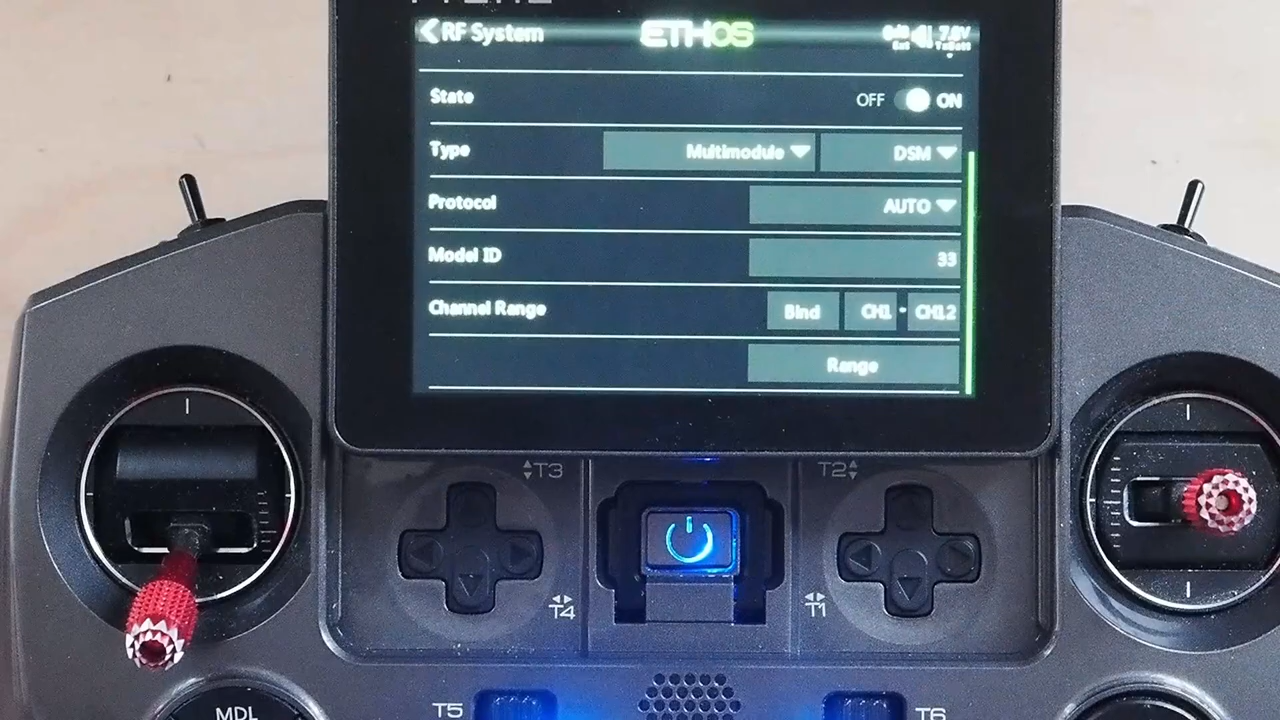 RF System ETHOS 7.8V
State OFF ON
Type Multimodule DSM
Protocol AUTO
Model ID 33
Channel Range Bind CH1 - CH12
Range
T3 T2
T4 T1
MDL T5 T6